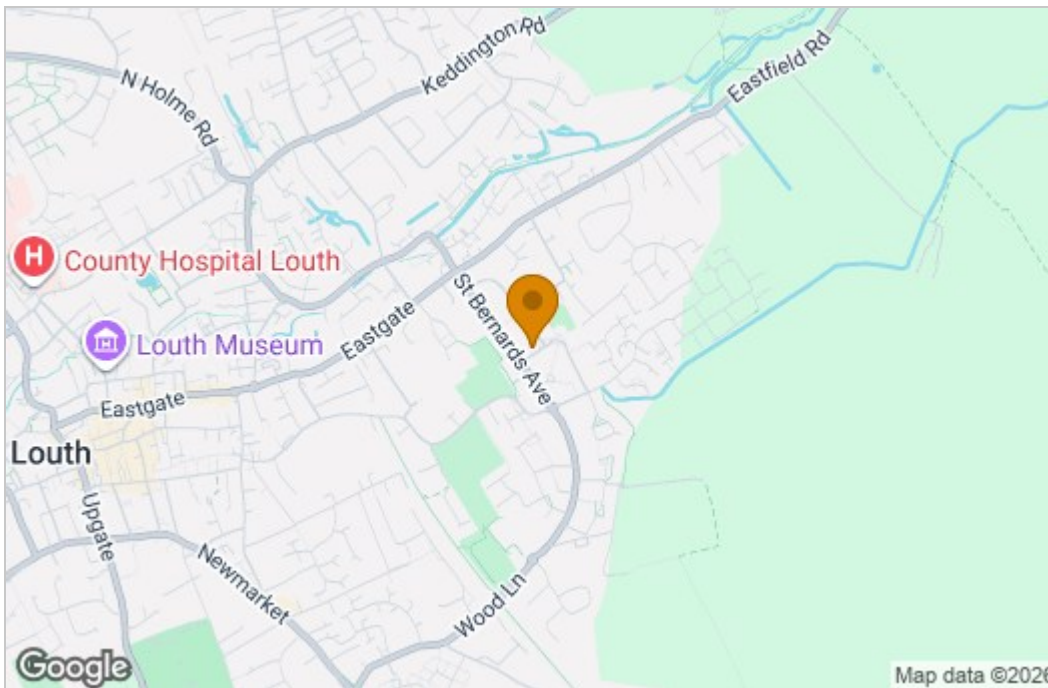 Keddington Rd
N Holme Rd
Eastfield Rd
H
County Hospital Louth
St Bernards Ave
Louth Museum
Eastgate
Eastgate
Louth
Upgate
Newmarket
Wood Ln
Google
Map data ©2026